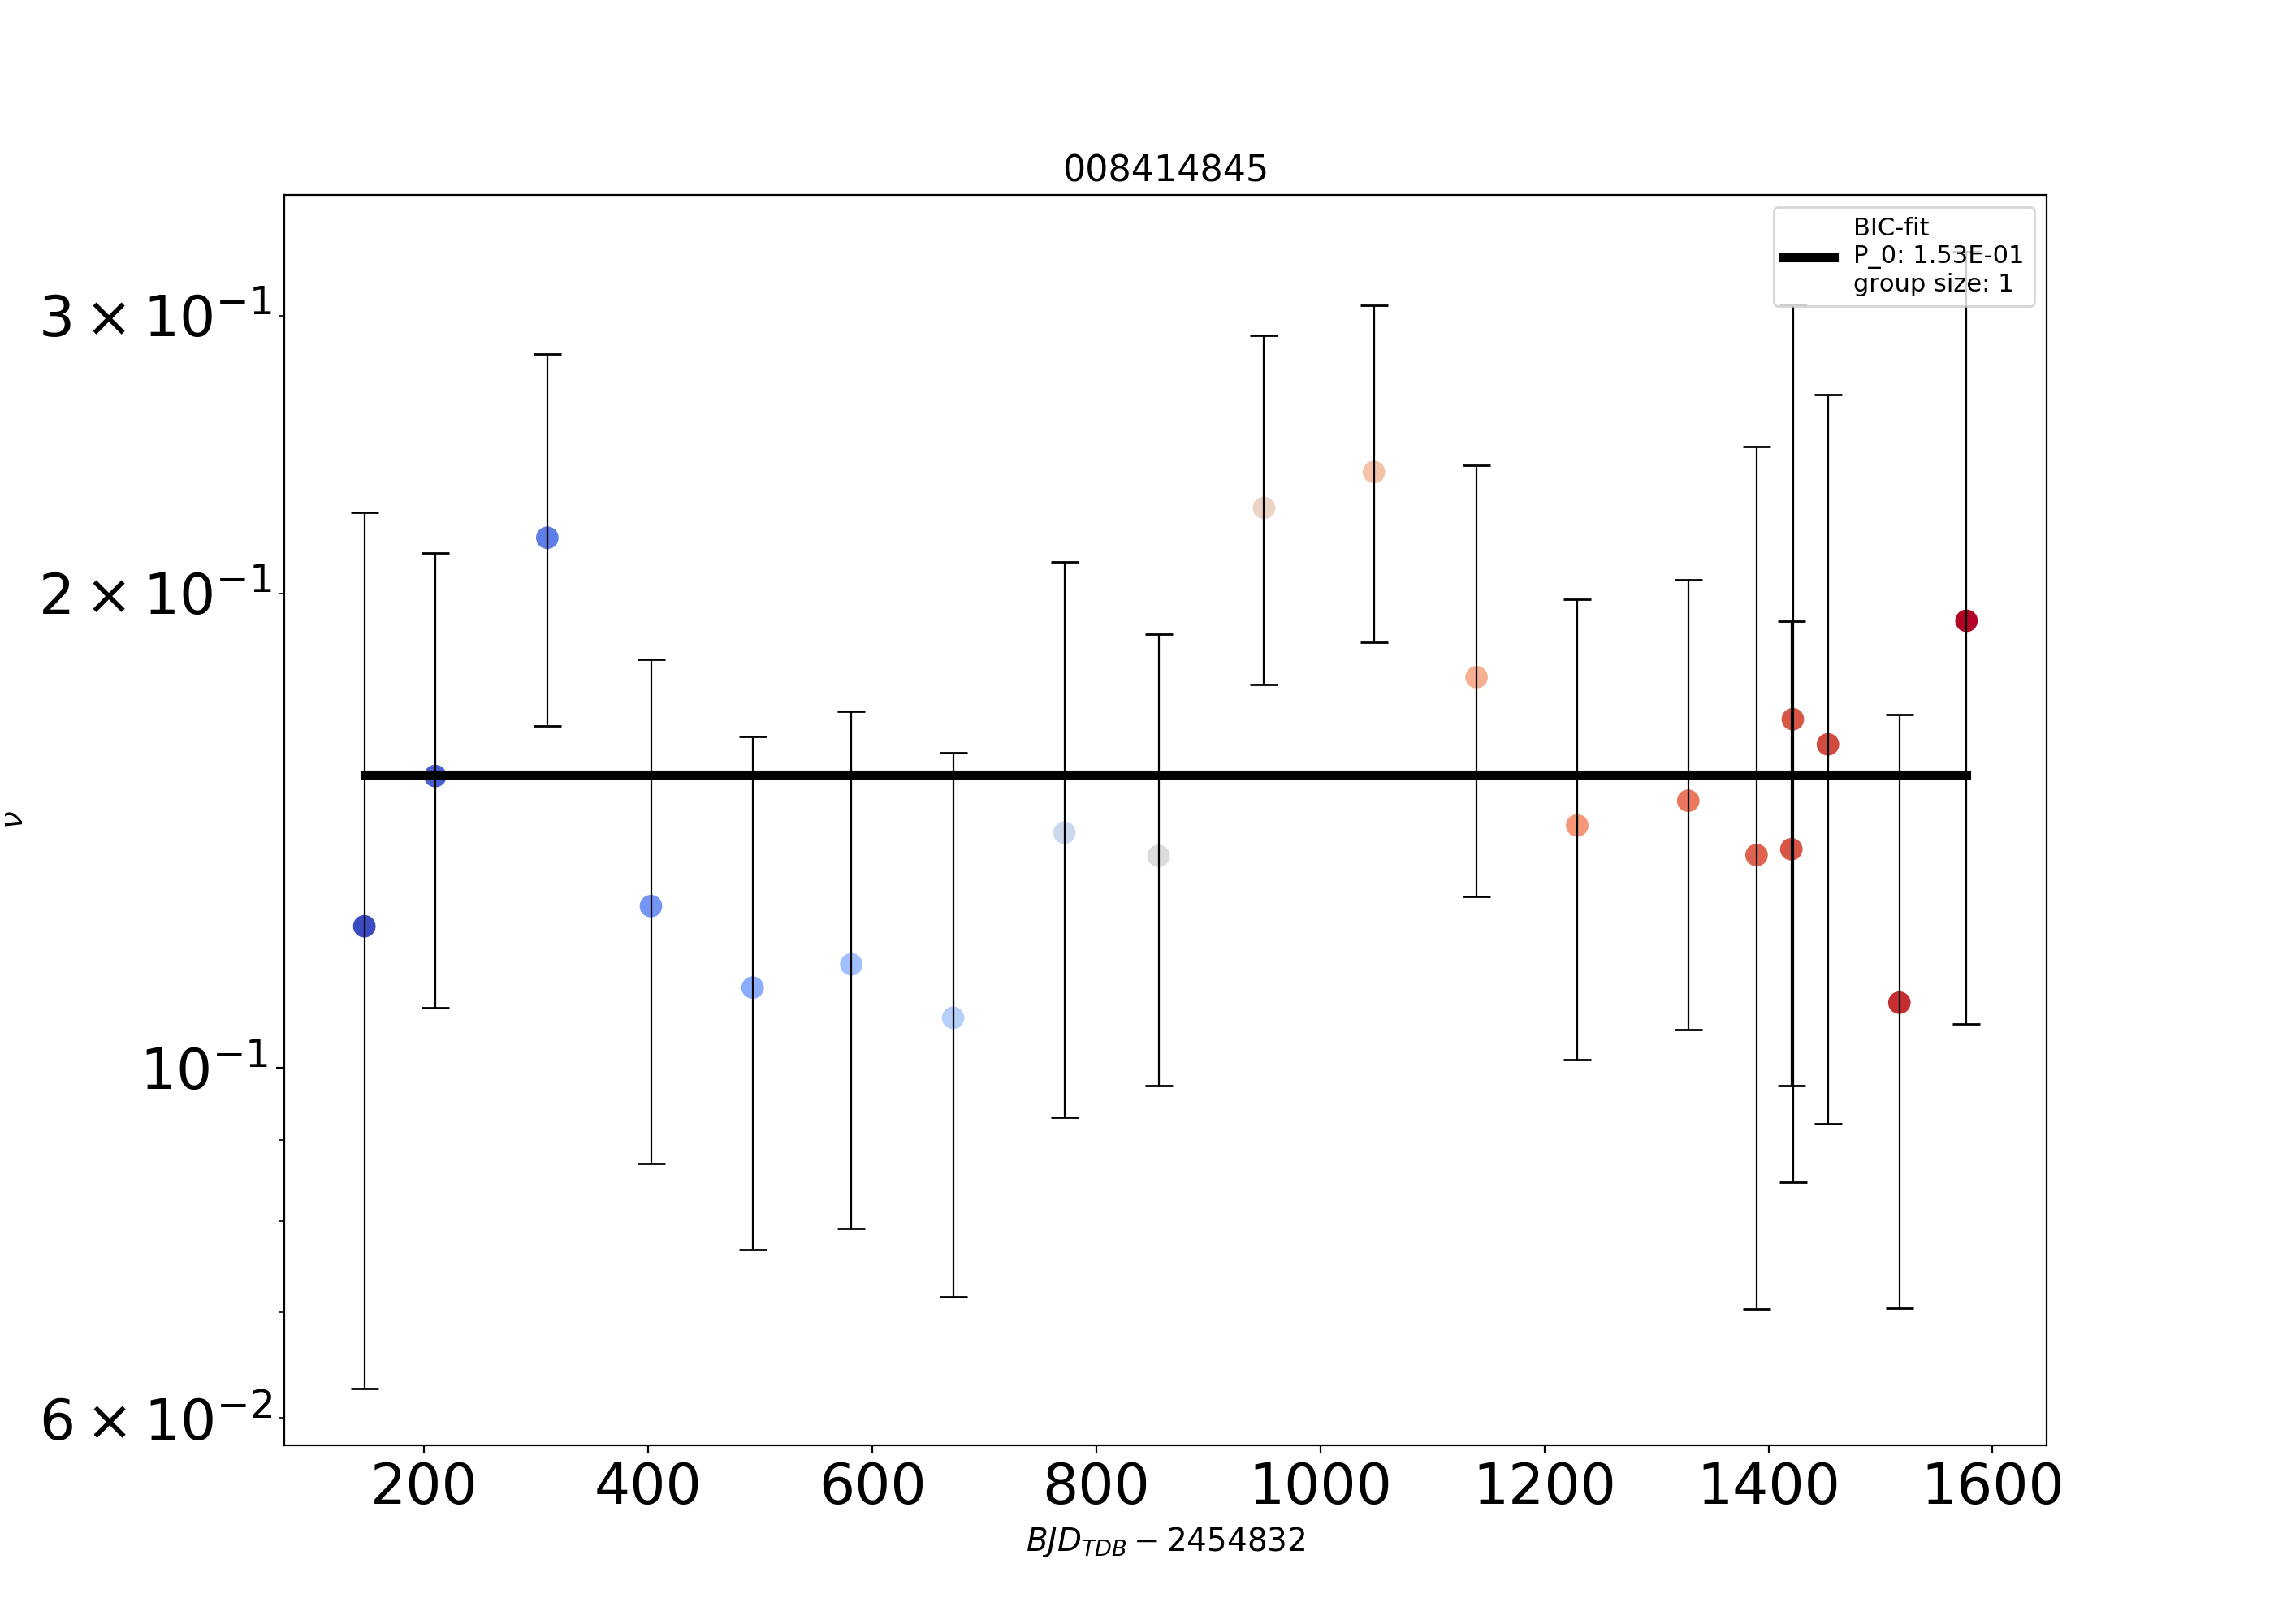 008414845
BIC-fit
P_0: 1.53E-01
group size: 1
3 × 10⁻¹
2 × 10⁻¹
10⁻¹
6 × 10⁻²
ν
200 400 600 800 1000 1200 1400 1600
BJD_TDB − 2454832